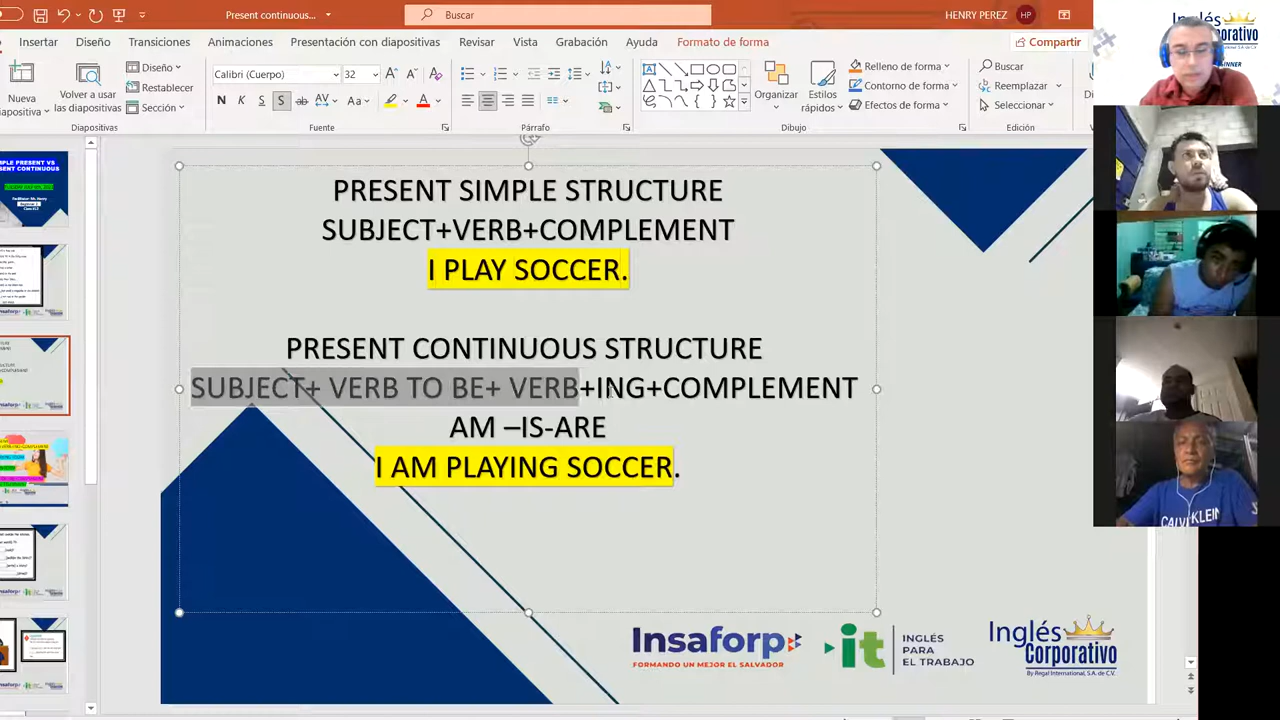 Present continuous...
Buscar
HENRY PEREZ
HP
Insertar
Diseño
Transiciones
Animaciones
Presentación con diapositivas
Revisar
Vista
Grabación
Ayuda
Formato de forma
Compartir
Nueva
diapositiva
Volver a usar
las diapositivas
Diseño
Restablecer
Sección
Diapositivas
Calibri (Cuerpo)
32
N K S S ab AV Aa A
Fuente
Párrafo
Organizar
Estilos
rápidos
Relleno de forma
Contorno de forma
Efectos de forma
Dibujo
Buscar
Reemplazar
Seleccionar
Edición
PRESENT SIMPLE STRUCTURE
SUBJECT+VERB+COMPLEMENT
I PLAY SOCCER.
PRESENT CONTINUOUS STRUCTURE
SUBJECT+ VERB TO BE+ VERB+ING+COMPLEMENT
AM –IS-ARE
I AM PLAYING SOCCER.
Insaforp
FORMANDO UN MEJOR EL SALVADOR
it
INGLÉS
PARA
EL TRABAJO
Inglés
Corporativo
By Regal International, S.A. de C.V.
CALVIN KLEIN